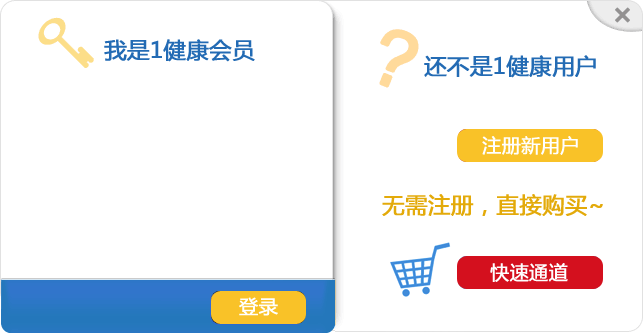 我是1健康会员
登录
还不是1健康用户
注册新用户
无需注册，直接购买~
快速通道